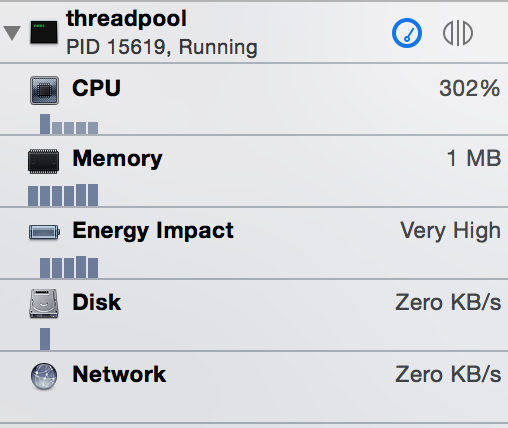 threadpool
PID 15619, Running
CPU 302%
Memory 1 MB
Energy Impact Very High
Disk Zero KB/s
Network Zero KB/s